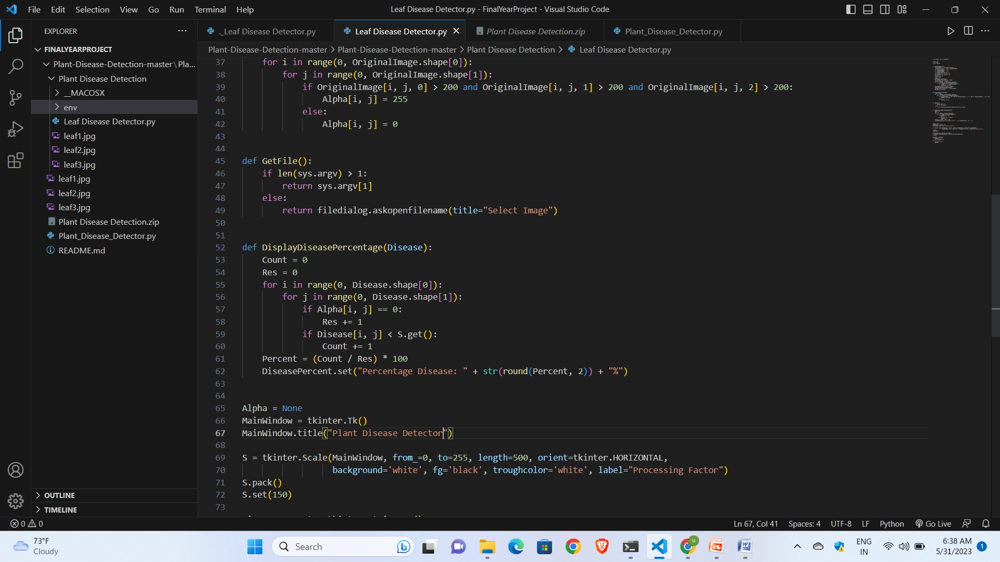 File Edit Selection View Go Run Terminal Help
Leaf Disease Detector.py - FinalYearProject - Visual Studio Code
EXPLORER
FINALYEARPROJECT
Plant-Disease-Detection-master\Pla...
Plant Disease Detection
__MACOSX
env
Leaf Disease Detector.py
leaf1.jpg
leaf2.jpg
leaf3.jpg
leaf1.jpg
leaf2.jpg
leaf3.jpg
Plant Disease Detection.zip
Plant_Disease_Detector.py
README.md
OUTLINE
TIMELINE
._Leaf Disease Detector.py Leaf Disease Detector.py Plant Disease Detection.zip Plant_Disease_Detector.py
Plant-Disease-Detection-master > Plant-Disease-Detection-master > Plant Disease Detection > Leaf Disease Detector.py
37 for i in range(0, OriginalImage.shape[0]):
38 for j in range(0, OriginalImage.shape[1]):
39 if OriginalImage[i, j, 0] > 200 and OriginalImage[i, j, 1] > 200 and OriginalImage[i, j, 2] > 200:
40 Alpha[i, j] = 255
41 else:
42 Alpha[i, j] = 0
43
44
45 def GetFile():
46 if len(sys.argv) > 1:
47 return sys.argv[1]
48 else:
49 return filedialog.askopenfilename(title="Select Image")
50
51
52 def DisplayDiseasePercentage(Disease):
53 Count = 0
54 Res = 0
55 for i in range(0, Disease.shape[0]):
56 for j in range(0, Disease.shape[1]):
57 if Alpha[i, j] == 0:
58 Res += 1
59 if Disease[i, j] < S.get():
60 Count += 1
61 Percent = (Count / Res) * 100
62 DiseasePercent.set("Percentage Disease: " + str(round(Percent, 2)) + "%")
63
64
65 Alpha = None
66 MainWindow = tkinter.Tk()
67 MainWindow.title("Plant Disease Detector")
68
69 S = tkinter.Scale(MainWindow, from_=0, to=255, length=500, orient=tkinter.HORIZONTAL,
70 background='white', fg='black', troughcolor='white', label="Processing Factor")
71 S.pack()
72 S.set(150)
73
0 0 Ln 67, Col 41 Spaces: 4 UTF-8 LF Python Go Live
73°F
Cloudy
Search
ENG
IN
6:38 AM
5/31/2023
1